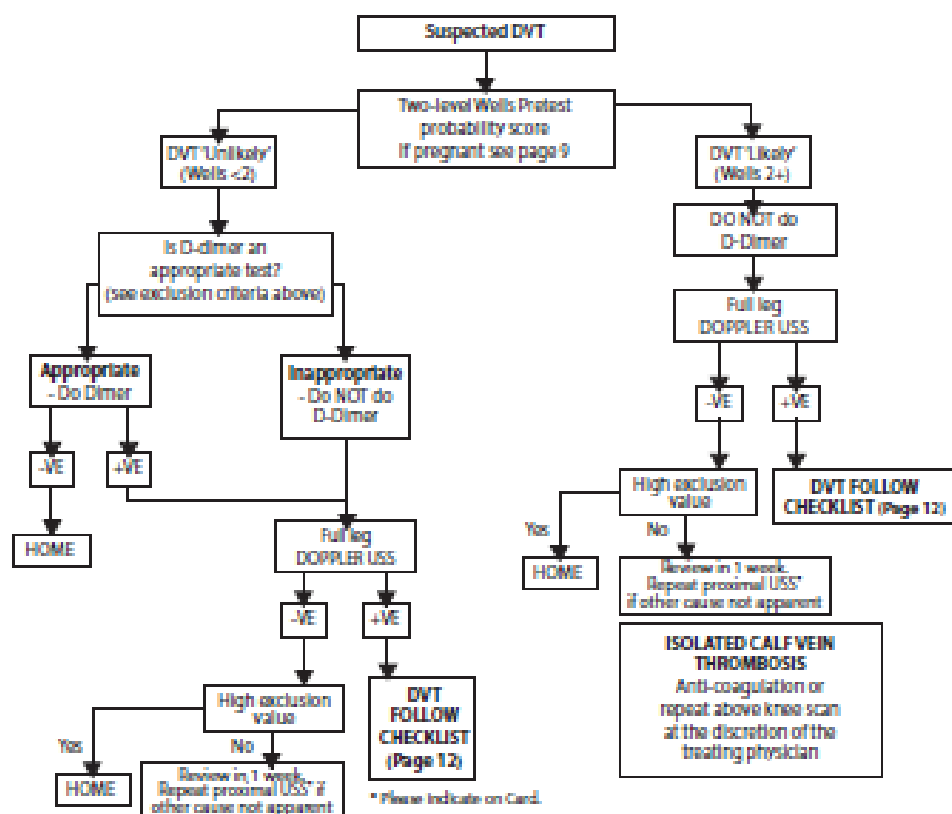 Suspected DVT
Two-level Wells Pretest
probability score
If pregnant see page 9
DVT "Unlikely"
(Wells <2)
DVT "Likely"
(Wells 2+)
DO NOT do
D-Dimer
Is D-dimer an
appropriate test?
(see exclusion criteria above)
Full leg
DOPPLER USS
Appropriate
- Do Dimer
Inappropriate
- Do NOT do
D-Dimer
-VE
+VE
-VE
+VE
High exclusion
value
DVT FOLLOW
CHECKLIST (Page 12)
Yes
No
HOME
Full leg
DOPPLER USS
HOME
Review in 1 week.
Repeat proximal USS*
if other cause not apparent
-VE
+VE
ISOLATED CALF VEIN
THROMBOSIS
Anti-coagulation or
repeat above knee scan
at the discretion of the
treating physician
High exclusion
value
DVT
FOLLOW
CHECKLIST
(Page 12)
Yes
No
HOME
Review in 1 week.
Repeat proximal USS* if
other cause not apparent
* Please Indicate on Card.